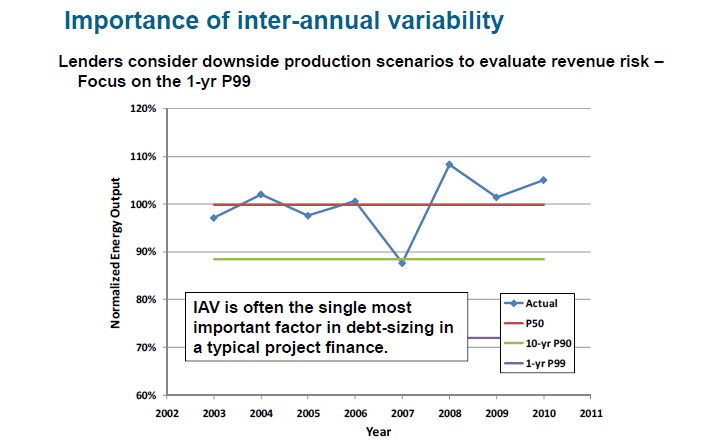 Importance of inter-annual variability
Lenders consider downside production scenarios to evaluate revenue risk –
Focus on the 1-yr P99
120%
110%
100%
90%
80%
70%
60%
Normalized Energy Output
IAV is often the single most
important factor in debt-sizing in
a typical project finance.
Actual
P50
10-yr P90
1-yr P99
2002 2003 2004 2005 2006 2007 2008 2009 2010 2011
Year